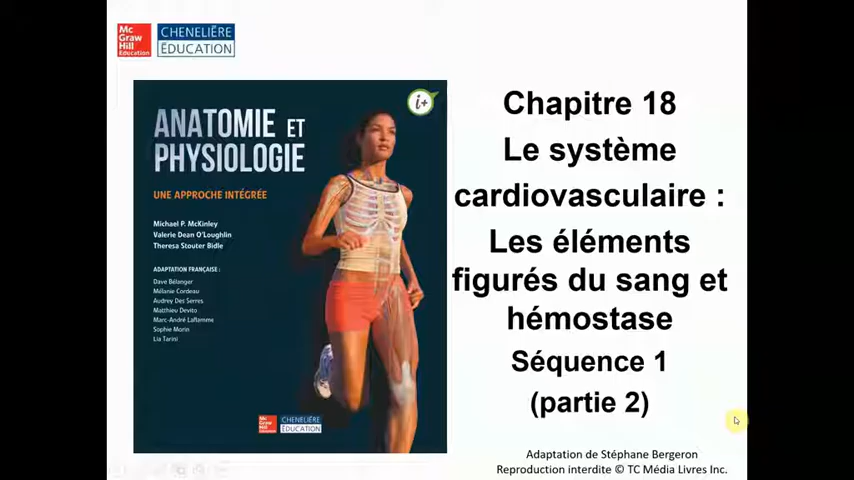 Mc
Graw
Hill
Education
CHENELIÈRE
ÉDUCATION
i+
ANATOMIE ET
PHYSIOLOGIE
UNE APPROCHE INTÉGRÉE
Michael P. McKinley
Valerie Dean O'Loughlin
Theresa Stouter Bidle
ADAPTATION FRANÇAISE :
Dave Bélanger
Mélanie Cordeau
Audrey Des Serres
Matthieu Devito
Marc-André Laflamme
Sophie Morin
Lia Tarini
CHENELIÈRE
ÉDUCATION
Chapitre 18
Le système
cardiovasculaire :
Les éléments
figurés du sang et
hémostase
Séquence 1
(partie 2)
Adaptation de Stéphane Bergeron
Reproduction interdite © TC Média Livres Inc.